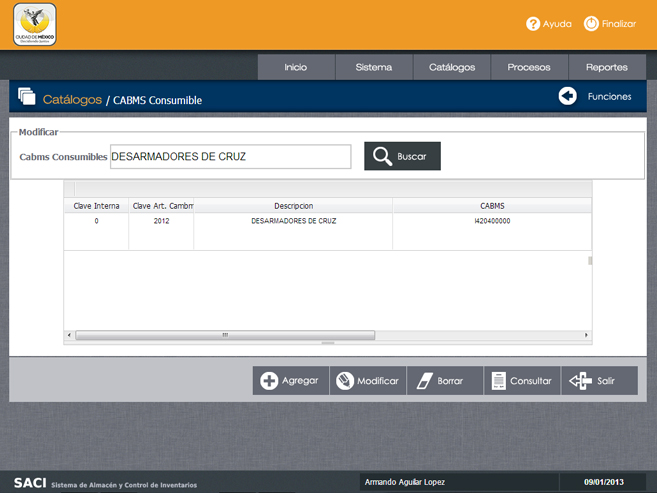 CIUDAD DE MÉXICO
Ayuda
Finalizar
Inicio
Sistema
Catálogos
Procesos
Reportes
Catálogos / CABMS Consumible
Funciones
Modificar
Cabms Consumibles DESARMADORES DE CRUZ
Buscar
Clave Interna Clave Art. Cambm Descripcion CABMS
0 2012 DESARMADORES DE CRUZ I420400000
Agregar
Modificar
Borrar
Consultar
Salir
SACI Sistema de Almacén y Control de Inventarios
Armando Aguilar Lopez
09/01/2013